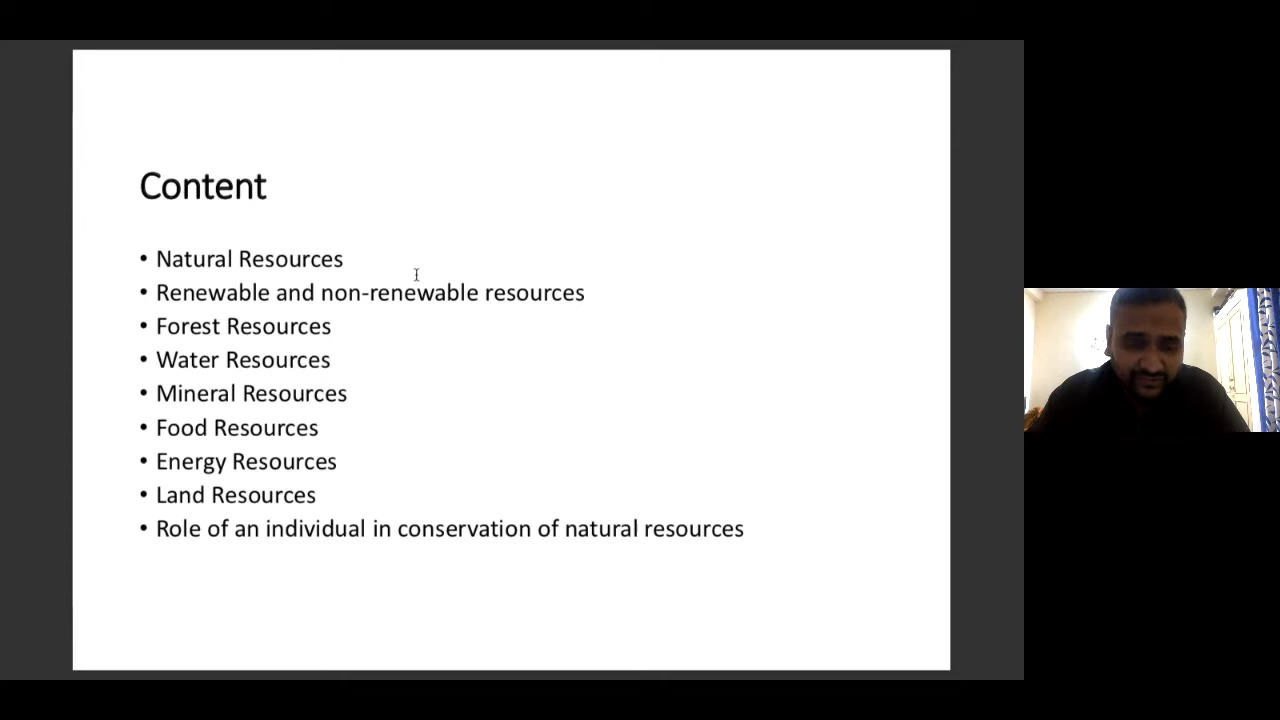 Content
• Natural Resources
• Renewable and non-renewable resources
• Forest Resources
• Water Resources
• Mineral Resources
• Food Resources
• Energy Resources
• Land Resources
• Role of an individual in conservation of natural resources